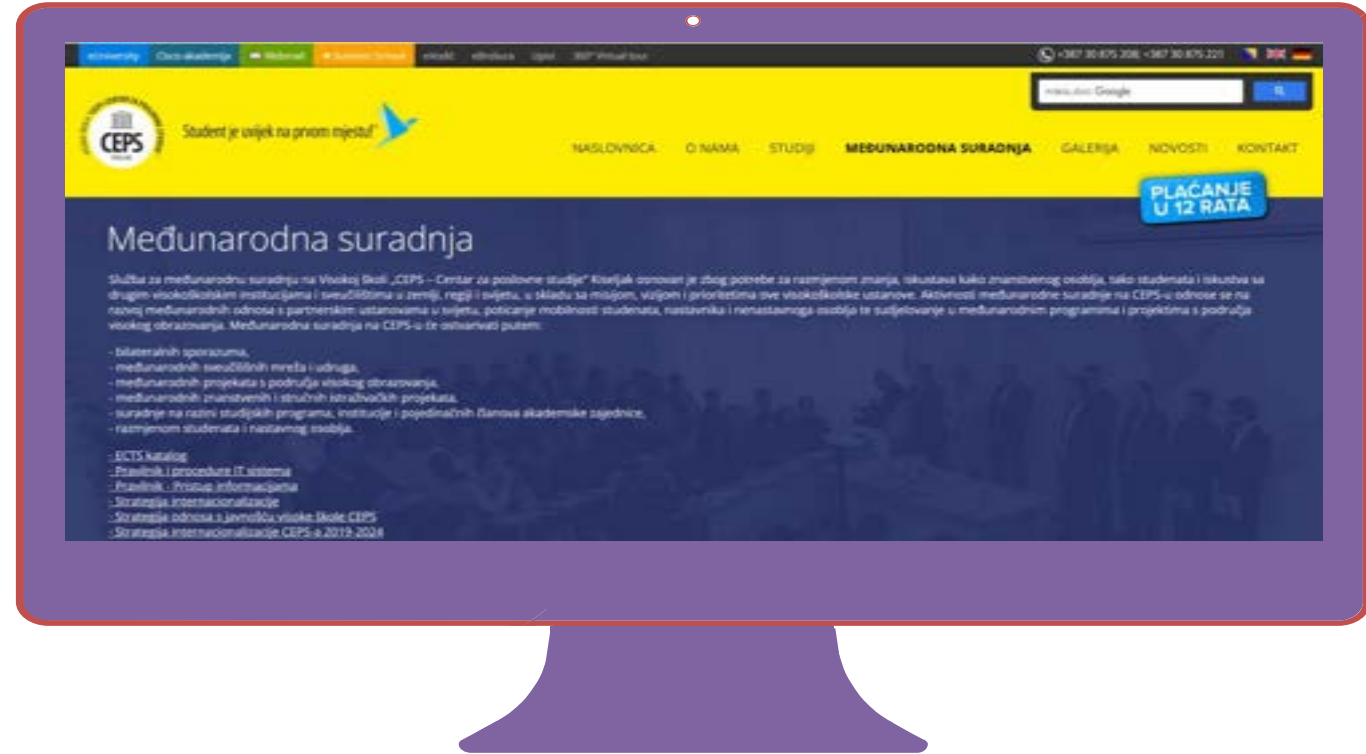 eUniversity Cisco akademija Webmail Business School eIndeks eBrošura Upisi 360° Virtual tour
+387 30 875 208; +387 30 875 221
Google
CEPS
Student je uvijek na prvom mjestu!"
NASLOVNICA O NAMA STUDIJI MEĐUNARODNA SURADNJA GALERIJA NOVOSTI KONTAKT
PLAĆANJE
U 12 RATA
Međunarodna suradnja
Služba za međunarodnu suradnju na Visokoj školi „CEPS – Centar za poslovne studije" Kiseljak osnovan je zbog potrebe za razmjenom znanja, iskustava kako znanstvenog osoblja, tako studenata i iskustva sa
drugim visokoškolskim institucijama i sveučilištima u zemlji, regiji i svijetu, u skladu sa misijom, vizijom i prioritetima ove visokoškolske ustanove. Aktivnosti međunarodne suradnje na CEPS-u odnose se na
razvoj međunarodnih odnosa s partnerskim ustanovama u svijetu, poticanje mobilnosti studenata, nastavnika i nenastavnoga osoblja te sudjelovanje u međunarodnim programima i projektima s područja
visokog obrazovanja. Međunarodna suradnja na CEPS-u će ostvarivati putem:
- bilateralnih sporazuma,
- međunarodnih sveučilišnih mreža i udruga,
- međunarodnih projekata s područja visokog obrazovanja,
- međunarodnih znanstvenih i stručnih istraživačkih projekata,
- suradnje na razini studijskih programa, institucije i pojedinačnih članova akademske zajednice,
- razmjenom studenata i nastavnog osoblja.
- ECTS katalog
- Pravilnik i procedure IT sistema
- Pravilnik - Pristup informacijama
- Strategija internacionalizacije
- Strategija odnosa s javnošću visoke škole CEPS
- Strategija internacionalizacije CEPS-a 2019-2024